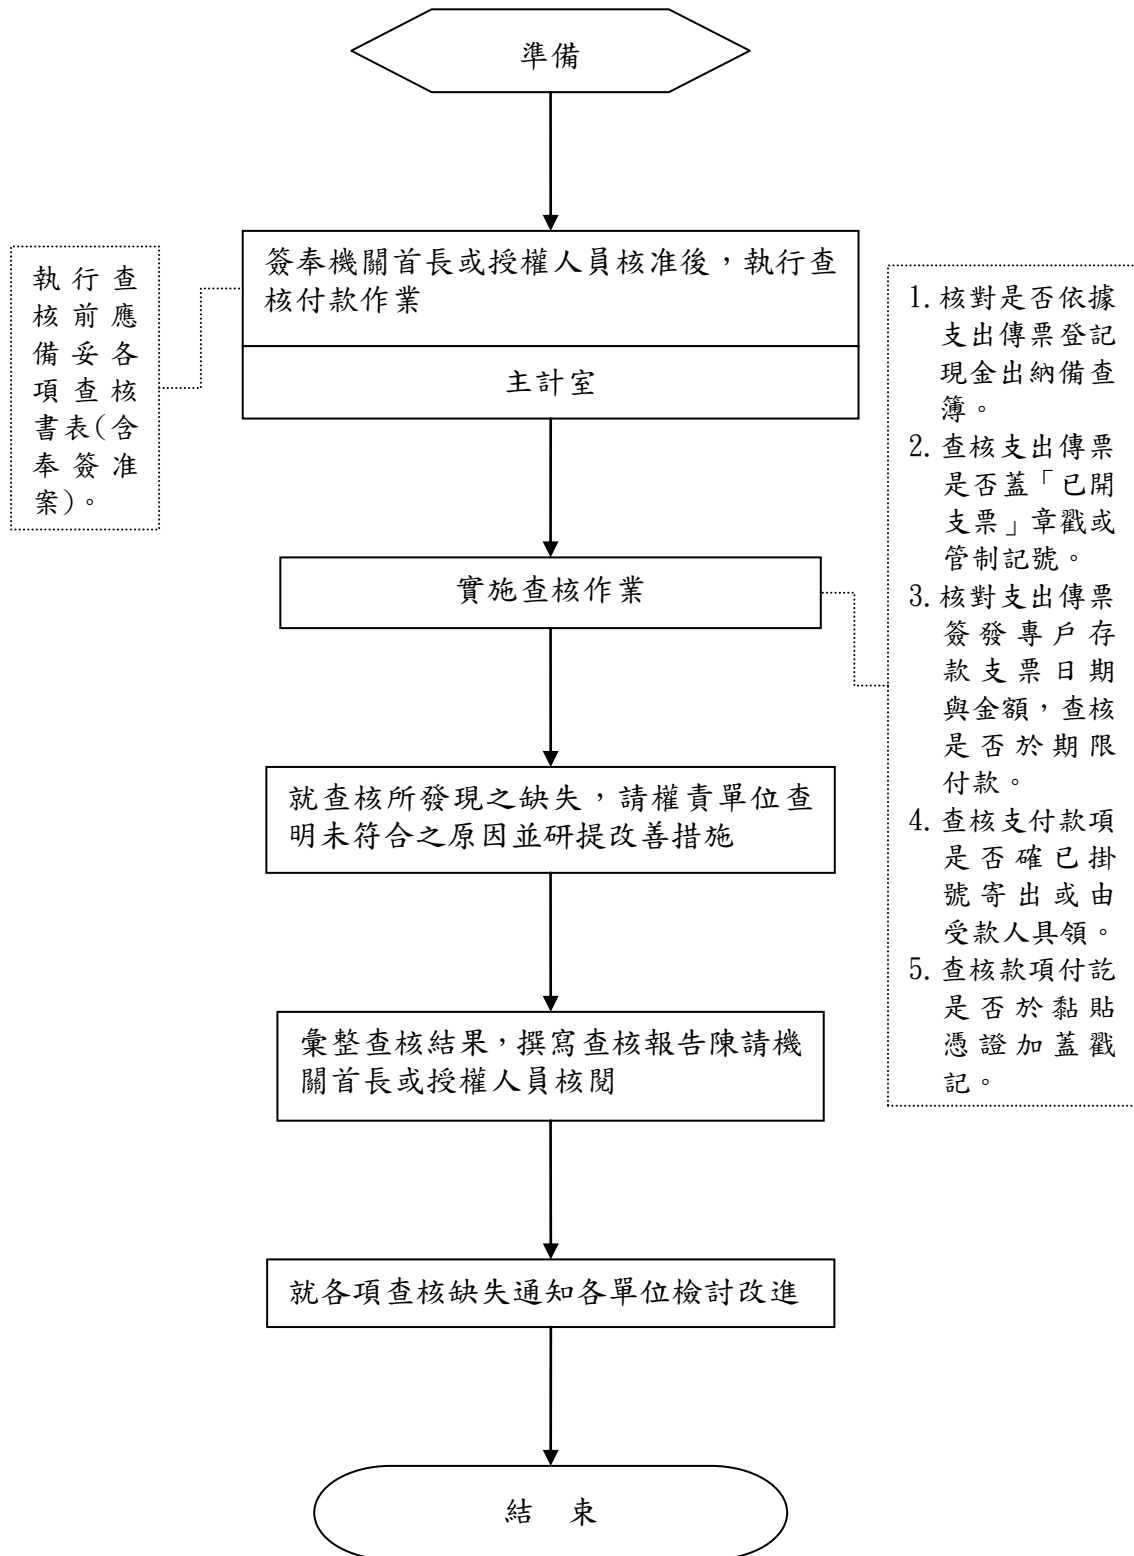 準備
簽奉機關首長或授權人員核准後，執行查
核付款作業
主計室
執行查
核前應
備妥各
項查核
書表(含
奉簽准
案)。
實施查核作業
1. 核對是否依據
支出傳票登記
現金出納備查
簿。
2. 查核支出傳票
是否蓋「已開
支票」章戳或
管制記號。
3. 核對支出傳票
簽發專戶存
款支票日期
與金額，查核
是否於期限
付款。
4. 查核支付款項
是否確已掛
號寄出或由
受款人具領。
5. 查核款項付訖
是否於黏貼
憑證加蓋戳
記。
就查核所發現之缺失，請權責單位查
明未符合之原因並研提改善措施
彙整查核結果，撰寫查核報告陳請機
關首長或授權人員核閱
就各項查核缺失通知各單位檢討改進
結　束